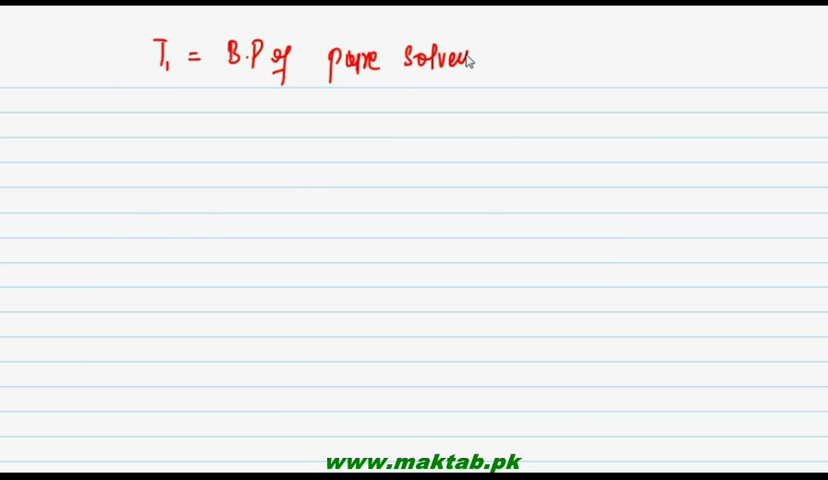 T₁ = B.P of pure solven
www.maktab.pk